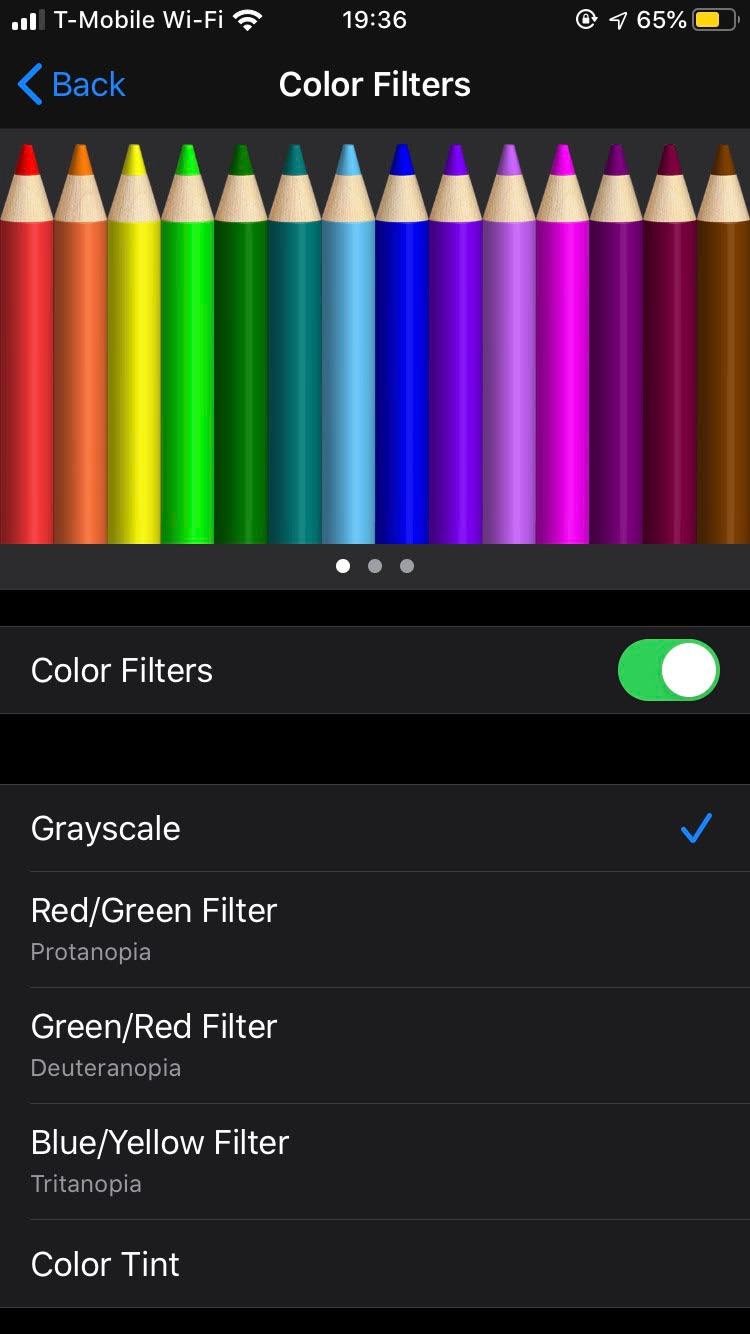 T-Mobile Wi-Fi 19:36 65%
Back Color Filters
Color Filters
Grayscale
Red/Green Filter
Protanopia
Green/Red Filter
Deuteranopia
Blue/Yellow Filter
Tritanopia
Color Tint